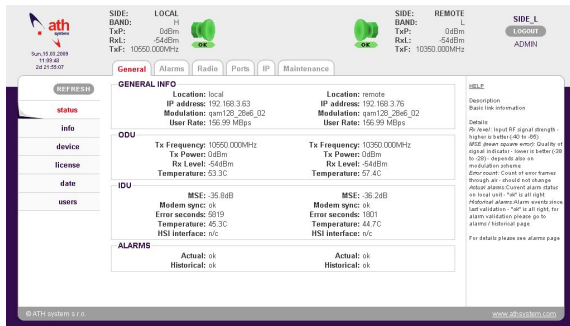 ath
system
Sun,15.03.2009
11:09:48
2d 21:55:07
SIDE: LOCAL
BAND: H
TxP: 0dBm
RxL: -54dBm
TxF: 10550.000MHz
OK
OK
SIDE: REMOTE
BAND: L
TxP: 0dBm
RxL: -54dBm
TxF: 10350.000MHz
SIDE_L
LOGOUT
ADMIN
General Alarms Radio Ports IP Maintenance
REFRESH
status
info
device
license
date
users
GENERAL INFO
Location: local Location: remote
IP address: 192.168.3.63 IP address: 192.168.3.76
Modulation: qam128_28e6_02 Modulation: qam128_28e6_02
User Rate: 156.99 MBps User Rate: 156.99 MBps
ODU
Tx Frequency: 10550.000MHz Tx Frequency: 10350.000MHz
Tx Power: 0dBm Tx Power: 0dBm
Rx Level: -54dBm Rx Level: -54dBm
Temperature: 53.3C Temperature: 57.4C
IDU
MSE: -35.8dB MSE: -36.2dB
Modem sync: ok Modem sync: ok
Error seconds: 5819 Error seconds: 1801
Temperature: 45.3C Temperature: 44.7C
HSI interface: n/c HSI interface: n/c
ALARMS
Actual: ok Actual: ok
Historical: ok Historical: ok
HELP
Description
Basic link information.
Details
Rx level: Input RF signal strength -
higher is better(-40 to -85)
MSE (mean square error): Quality of
signal indicator - lower is better(-38
to -28) - depends also on
modulation scheme
Error count: Count of error frames
through air - should not change
Actual alarms: Current alarm status
on local unit - "ok" is all right
Historical alarms: Alarm events since
last validation - "ok" is all right, for
alarm validation please go to
alarms / historical page
For details please see alarms page
© ATH system s.r.o.
www.athsystem.com